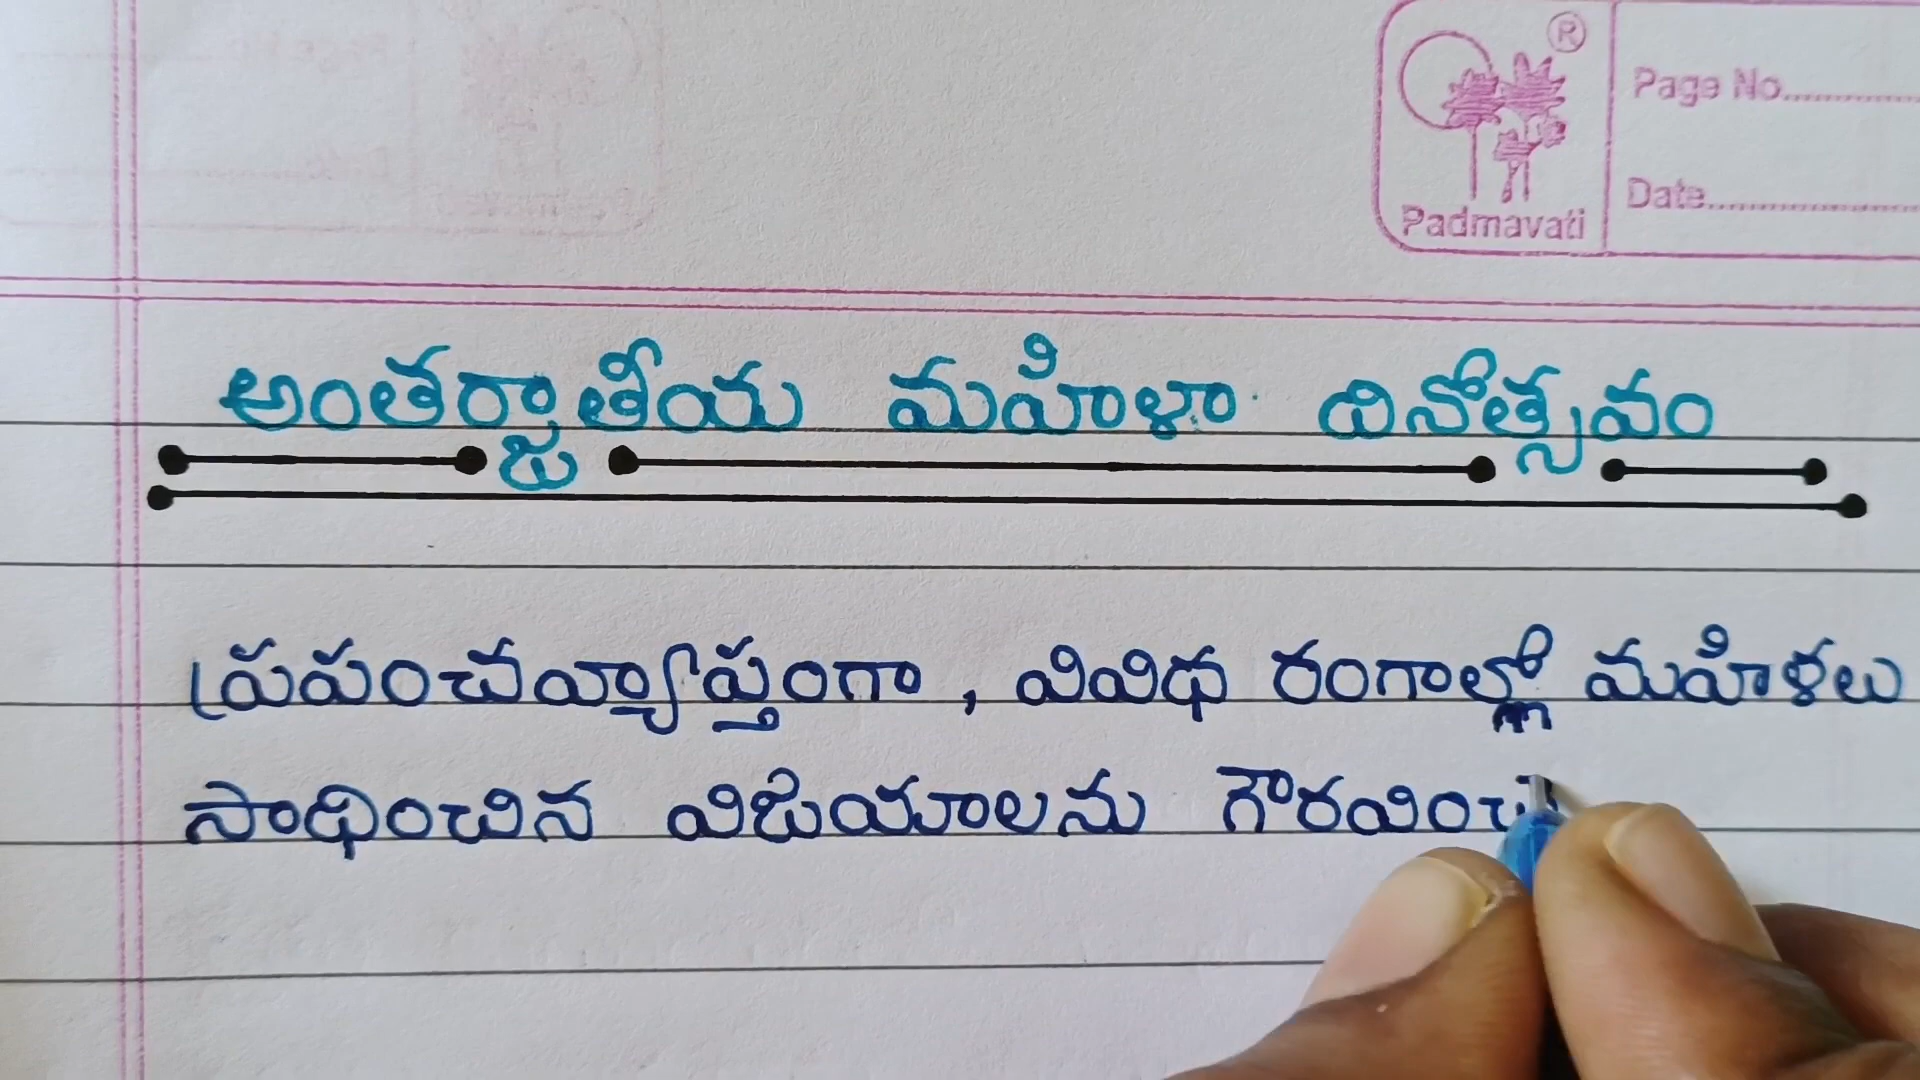 ®
Page No.
Padmavati
Date
అంతర్జాతీయ మహిళా దినోత్సవం
ప్రపంచవ్యాప్తంగా, వివిధ రంగాల్లో మహిళలు
సాధించిన విజయాలను